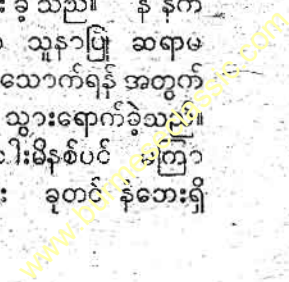 ခဲ့သည်။ နံနက်
သူနာပြု ဆရာမ
သောက်ရန် အတွက်
သွားရောက်ခဲ့သည်။
ါးမိနစ်ပင် မကြာ
ခုတင် နံဘေးရှိ
www.burmeseclassic.com